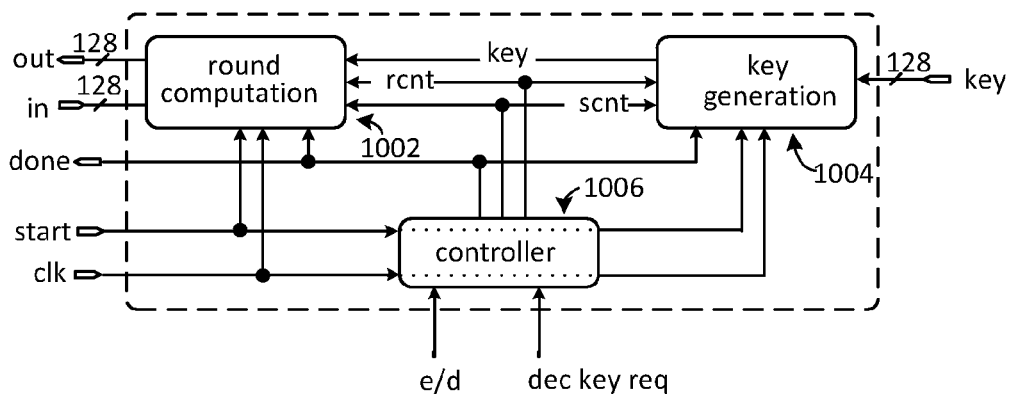 out 128
in 128
done
start
clk
round
computation
1002
key
rcnt
scnt
key
generation
1004
128 key
1006
controller
e/d
dec key req